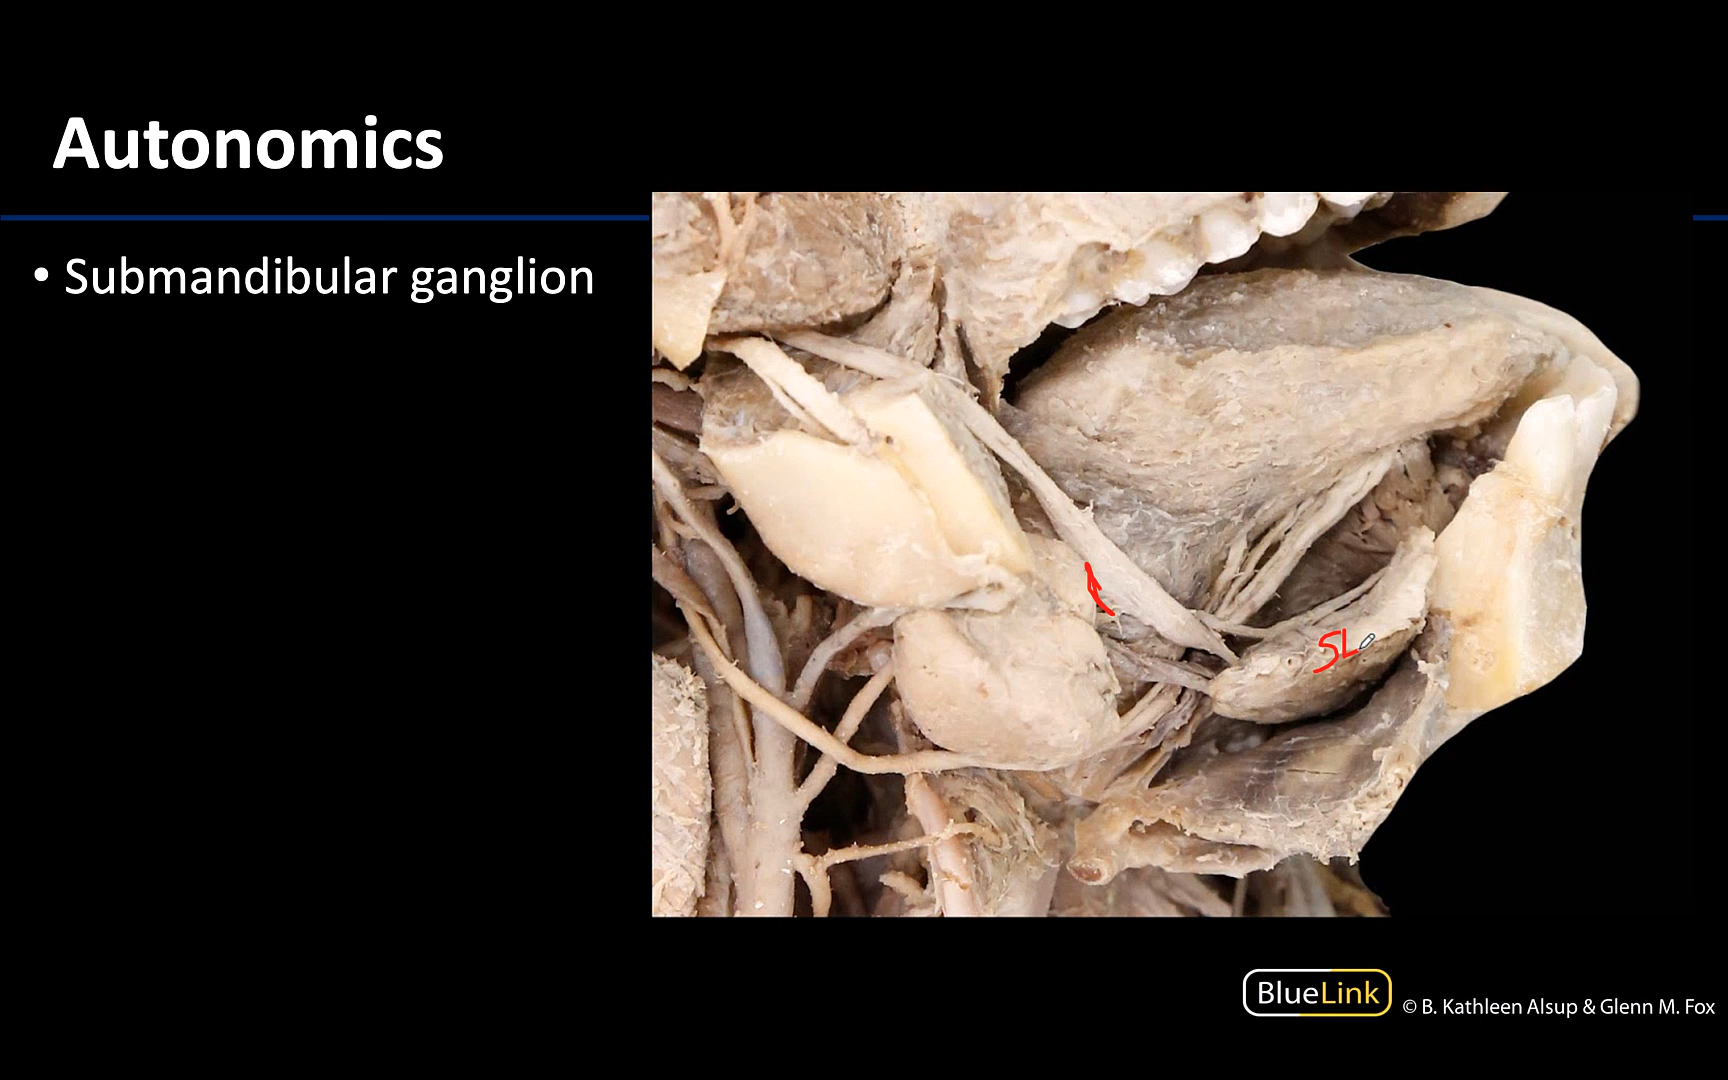 Autonomics
• Submandibular ganglion
SL
BlueLink
© B. Kathleen Alsup & Glenn M. Fox